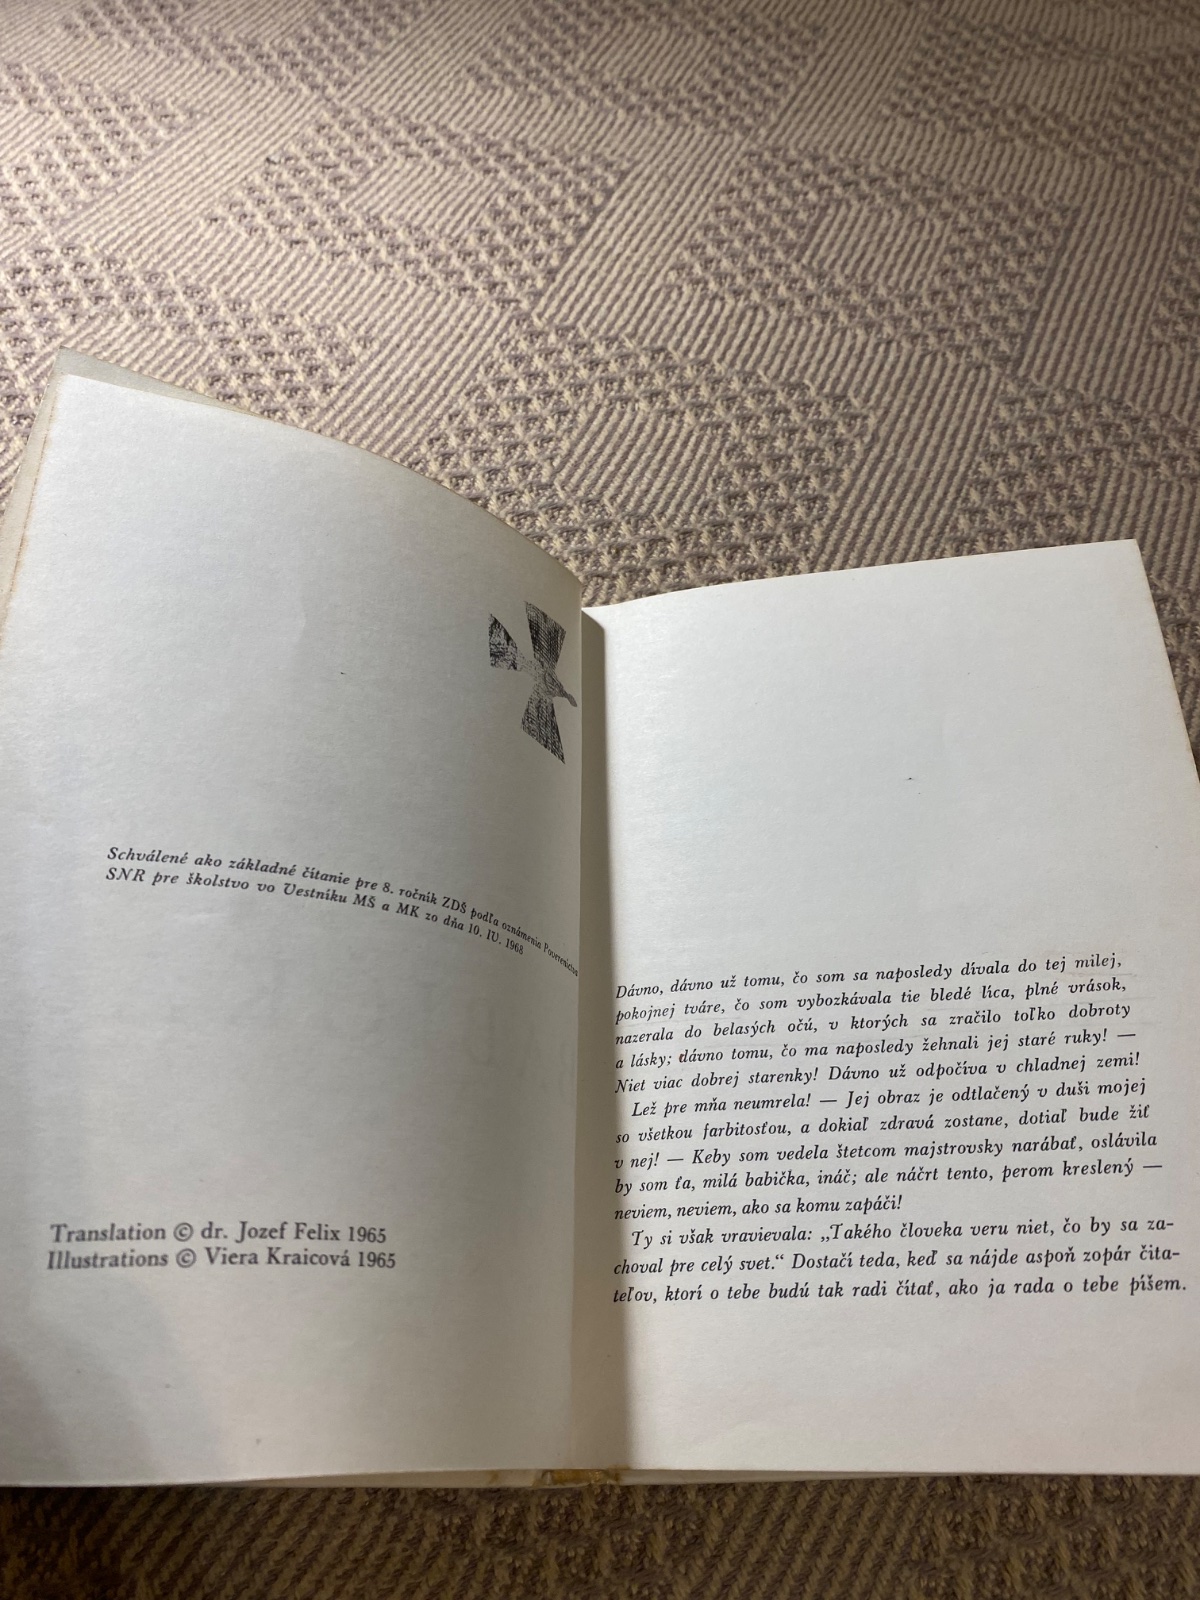 Schválené ako základné čítanie pre 8. ročník ZDŠ podľa oznámenia Povereníctva
SNR pre školstvo vo Vestníku MŠ a MK zo dňa 10. IV. 1968
Translation © dr. Jozef Felix 1965
Illustrations © Viera Kraicová 1965
Dávno, dávno už tomu, čo som sa naposledy dívala do tej milej,
pokojnej tváre, čo som vybozkávala tie bledé líca, plné vrások,
nazerala do belasých očú, v ktorých sa zračilo toľko dobroty
a lásky; dávno tomu, čo ma naposledy žehnali jej staré ruky! —
Niet viac dobrej starenky! Dávno už odpočíva v chladnej zemi!
Lež pre mňa neumrela! — Jej obraz je odtlačený v duši mojej
so všetkou farbitosťou, a dokiaľ zdravá zostane, dotiaľ bude žiť
v nej! — Keby som vedela štetcom majstrovsky narábať, oslávila
by som ťa, milá babička, ináč; ale náčrt tento, perom kreslený —
neviem, neviem, ako sa komu zapáči!
Ty si však vravievala: „Takého človeka veru niet, čo by sa za-
choval pre celý svet.“ Dostačí teda, keď sa nájde aspoň zopár čita-
teľov, ktorí o tebe budú tak radi čítať, ako ja rada o tebe píšem.